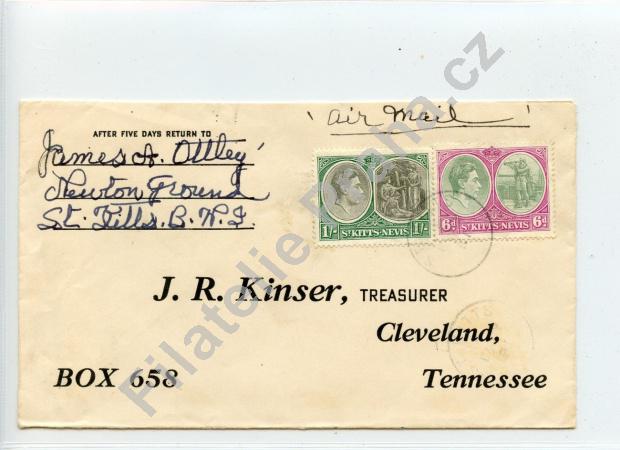 'Air Mail'
AFTER FIVE DAYS RETURN TO
James A. Ottley
Newton Ground
St. Kitts. B. W. I
1/- 1/-
ST KITTS-NEVIS
6d 6d
ST KITTS-NEVIS
J. R. Kinser, TREASURER
Cleveland,
BOX 658 Tennessee
Filatelie Praha.cz